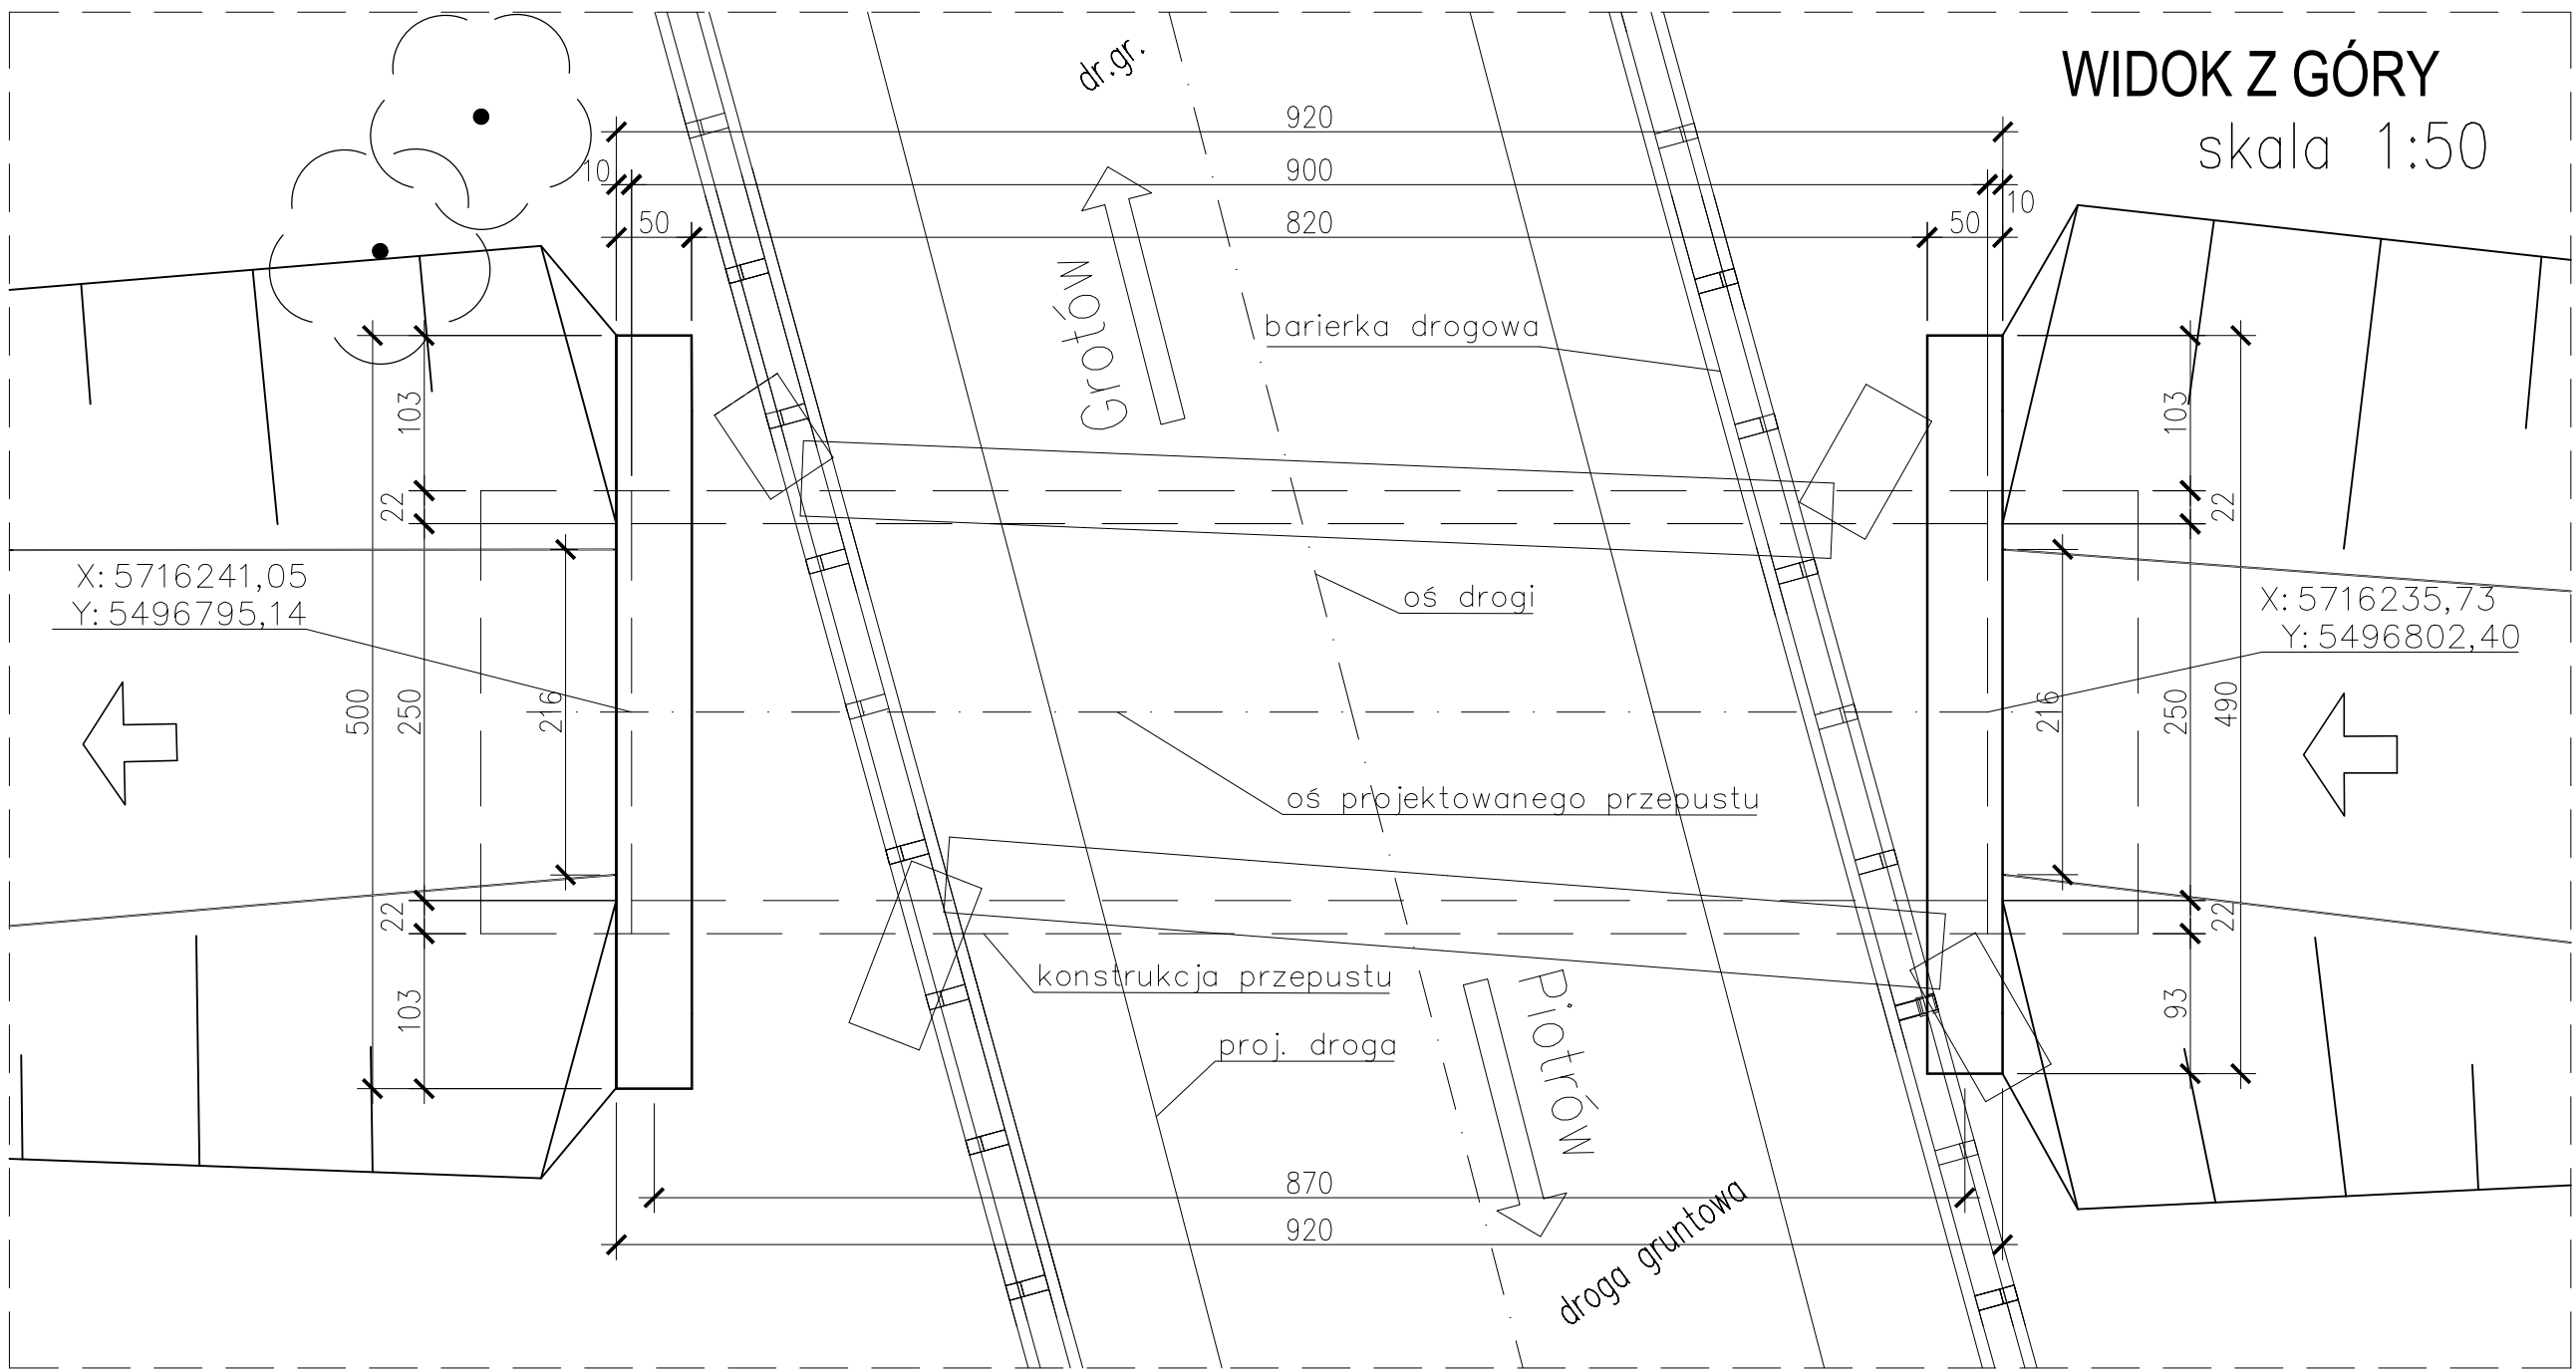 WIDOK Z GÓRY
skala 1:50
dr.gr.
920
10
900
10
50
820
50
Grotów
barierka drogowa
103
22
103
22
oś drogi
X: 5716241,05
Y: 5496795,14
X: 5716235,73
Y: 5496802,40
500
250
216
216
250
490
oś projektowanego przepustu
22
22
konstrukcja przepustu
Piotrów
103
93
proj. droga
870
920
droga gruntowa